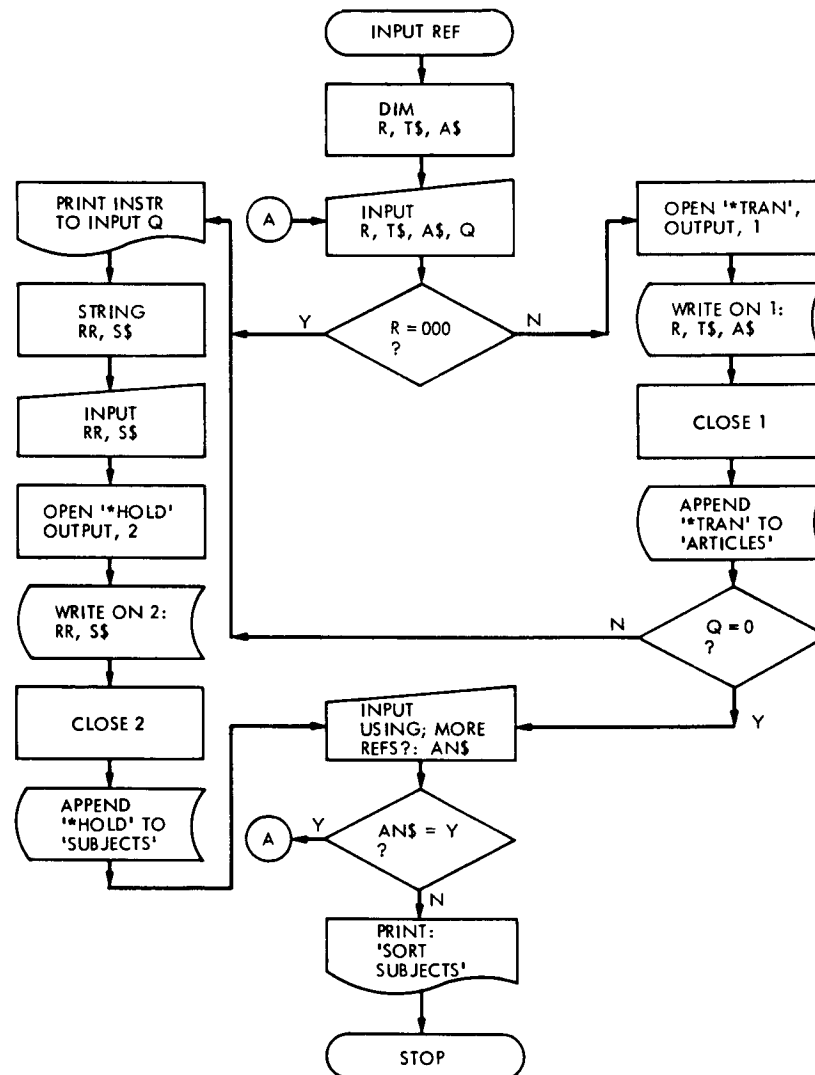 INPUT REF
DIM
R, T$, A$
A
INPUT
R, T$, A$, Q
R = 000
?
Y
N
PRINT INSTR
TO INPUT Q
STRING
RR, S$
INPUT
RR, S$
OPEN '*HOLD'
OUTPUT, 2
WRITE ON 2:
RR, S$
CLOSE 2
APPEND
'*HOLD' TO
'SUBJECTS'
OPEN '*TRAN',
OUTPUT, 1
WRITE ON 1:
R, T$, A$
CLOSE 1
APPEND
'*TRAN' TO
'ARTICLES'
Q = 0
?
N
Y
INPUT
USING; MORE
REFS?: AN$
AN$ = Y
?
Y
A
N
PRINT:
'SORT
SUBJECTS'
STOP